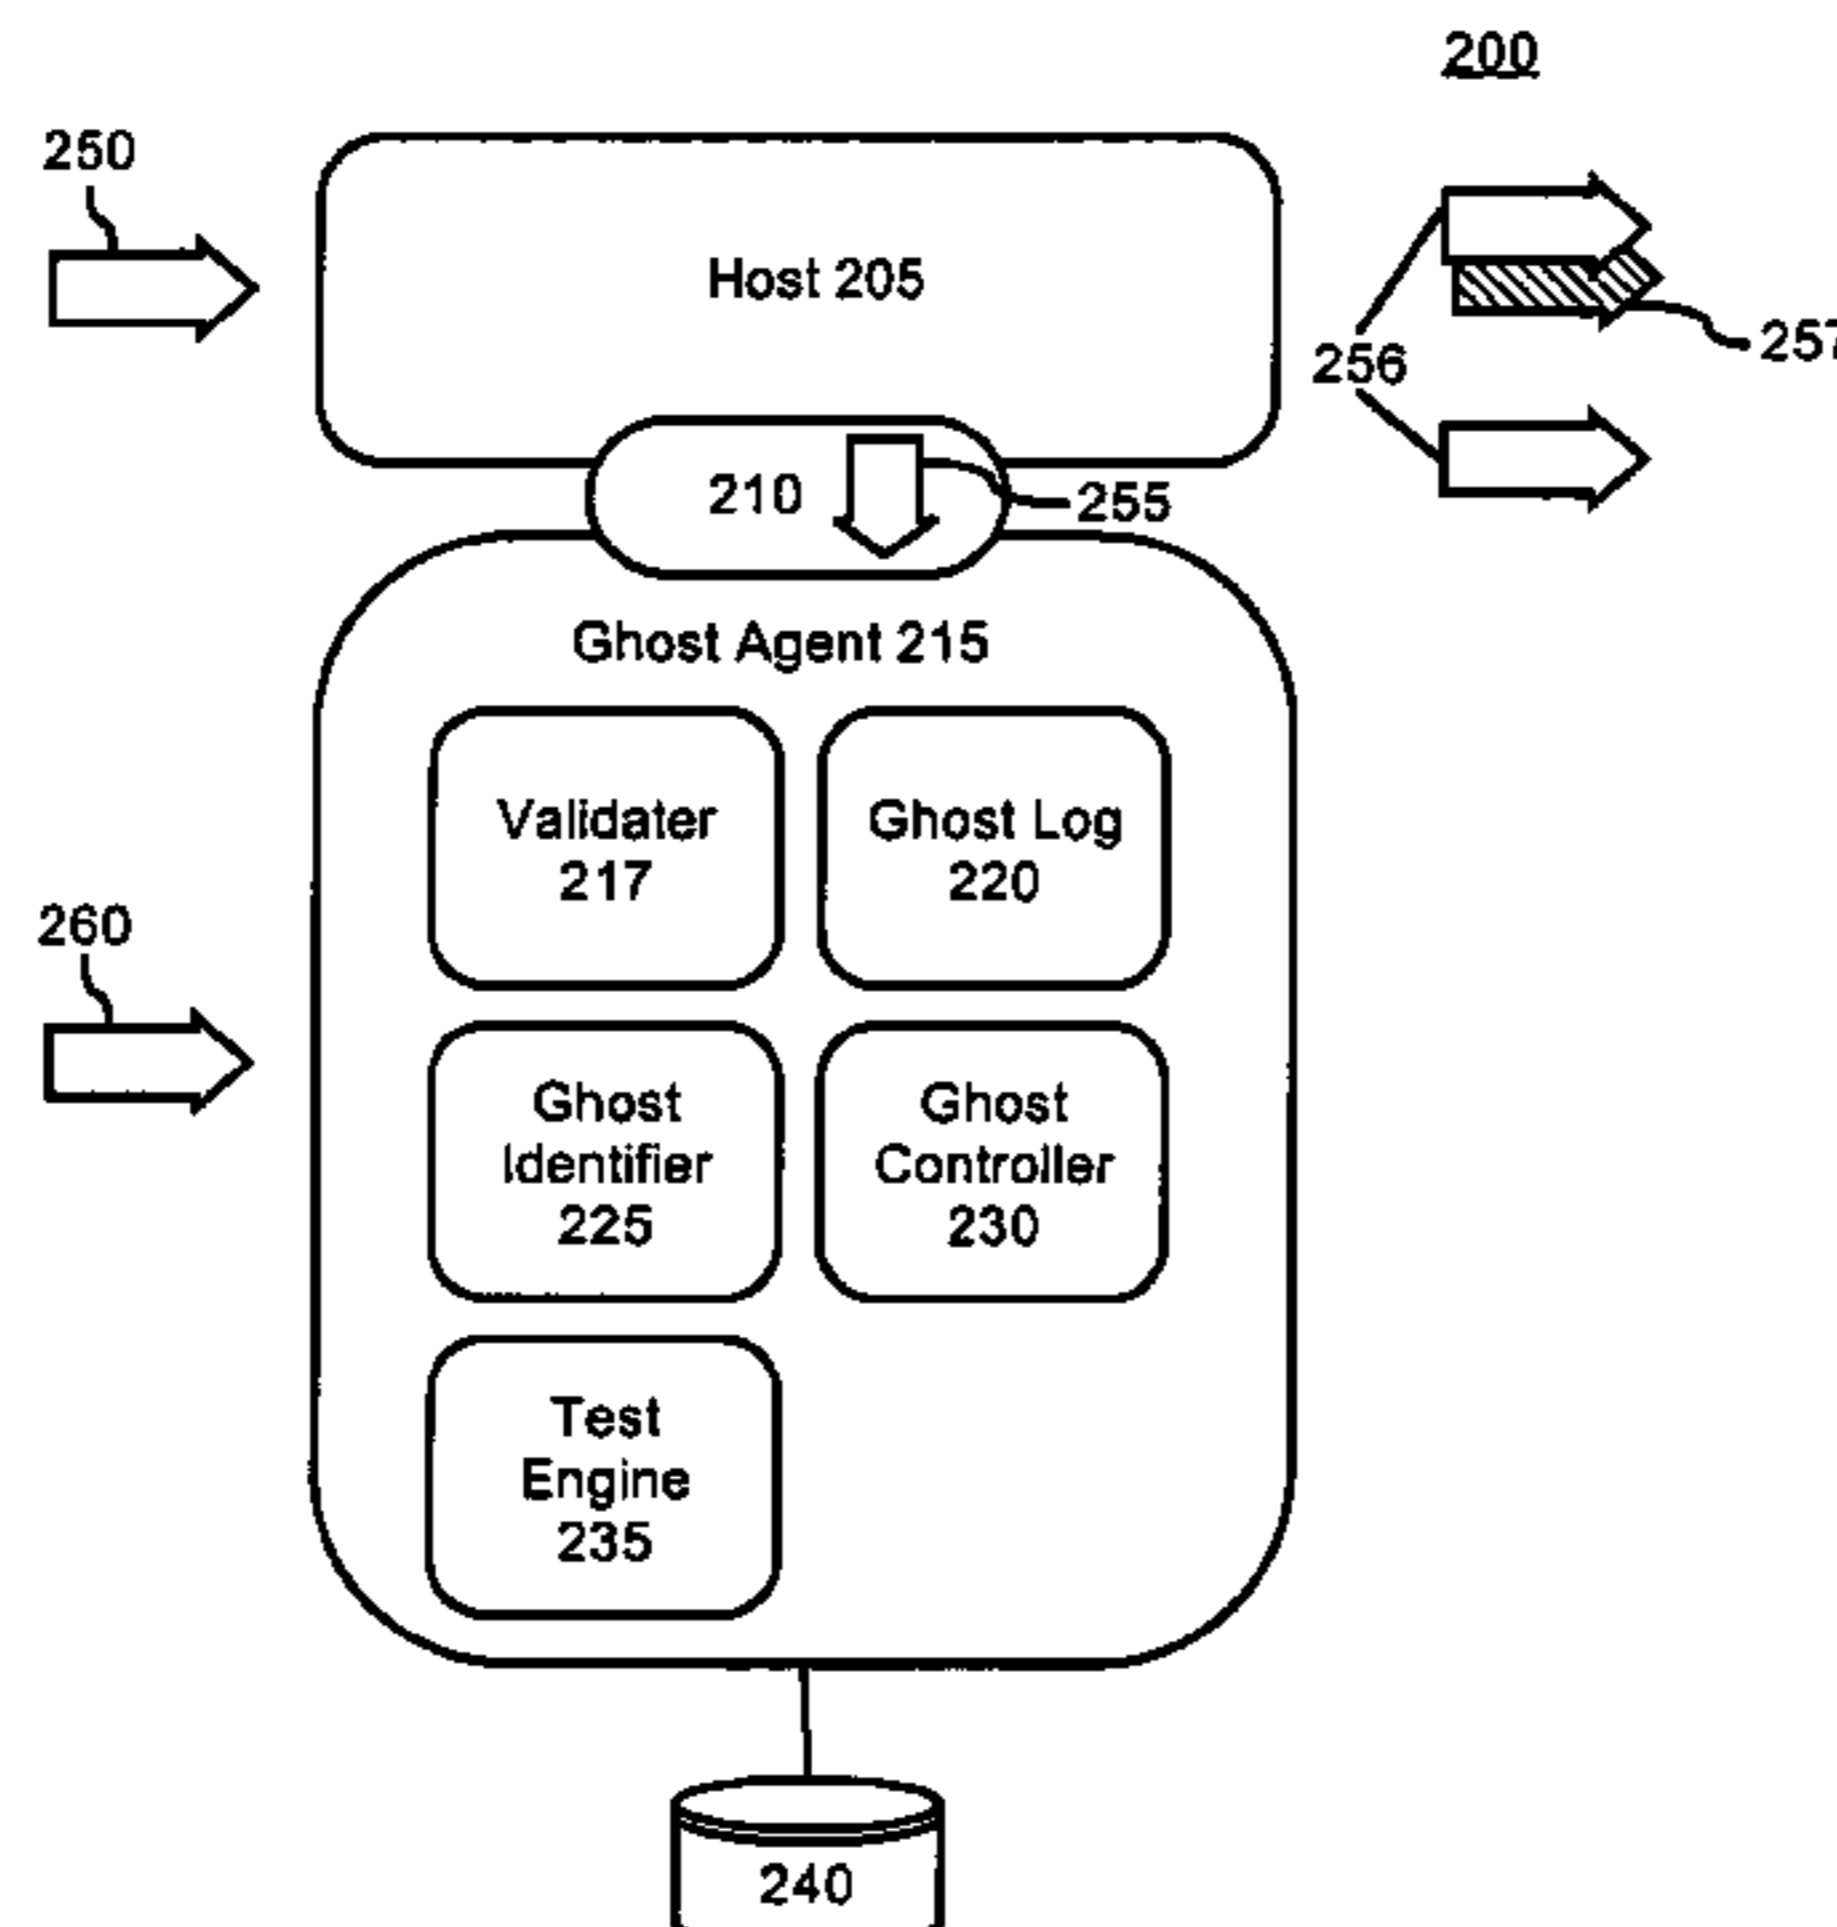 200
250
Host 205
256
257
210
255
Ghost Agent 215
Validater
217
Ghost Log
220
260
Ghost
Identifier
225
Ghost
Controller
230
Test
Engine
235
240